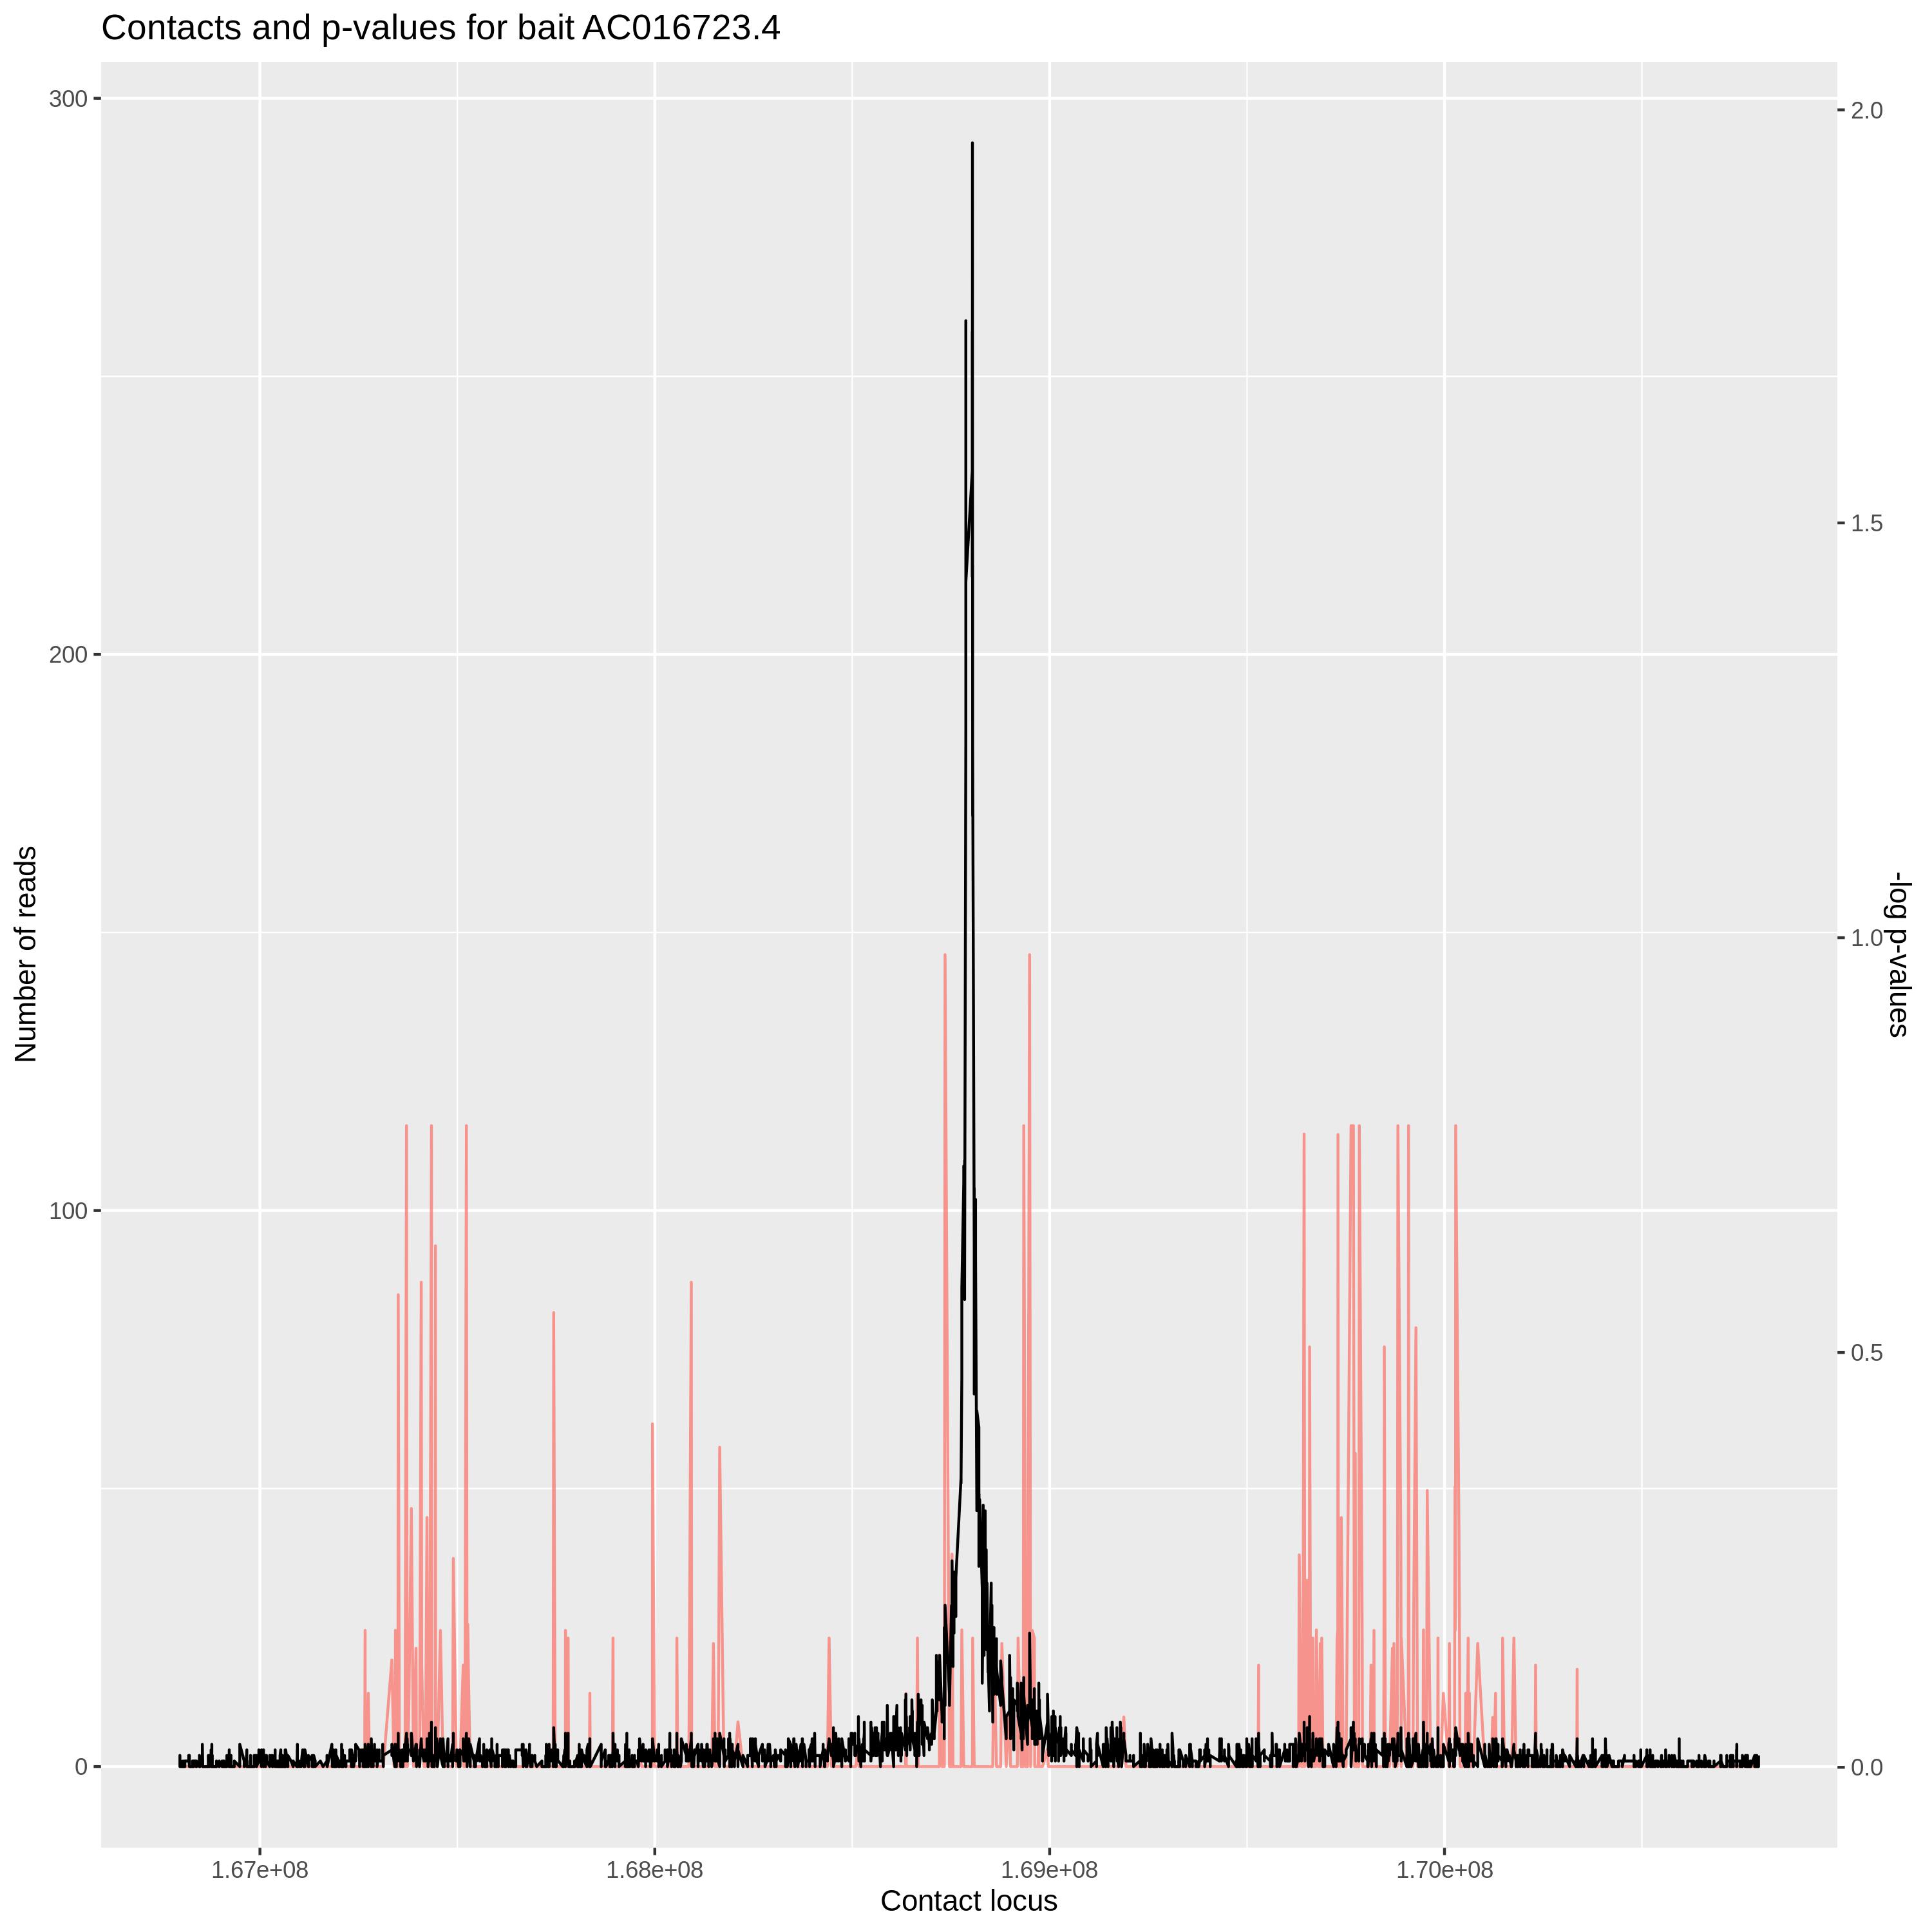 Contacts and p-values for bait AC016723.4
300
200
100
0
Number of reads
2.0
1.5
1.0
0.5
0.0
-log p-values
1.67e+08
1.68e+08
1.69e+08
1.70e+08
Contact locus